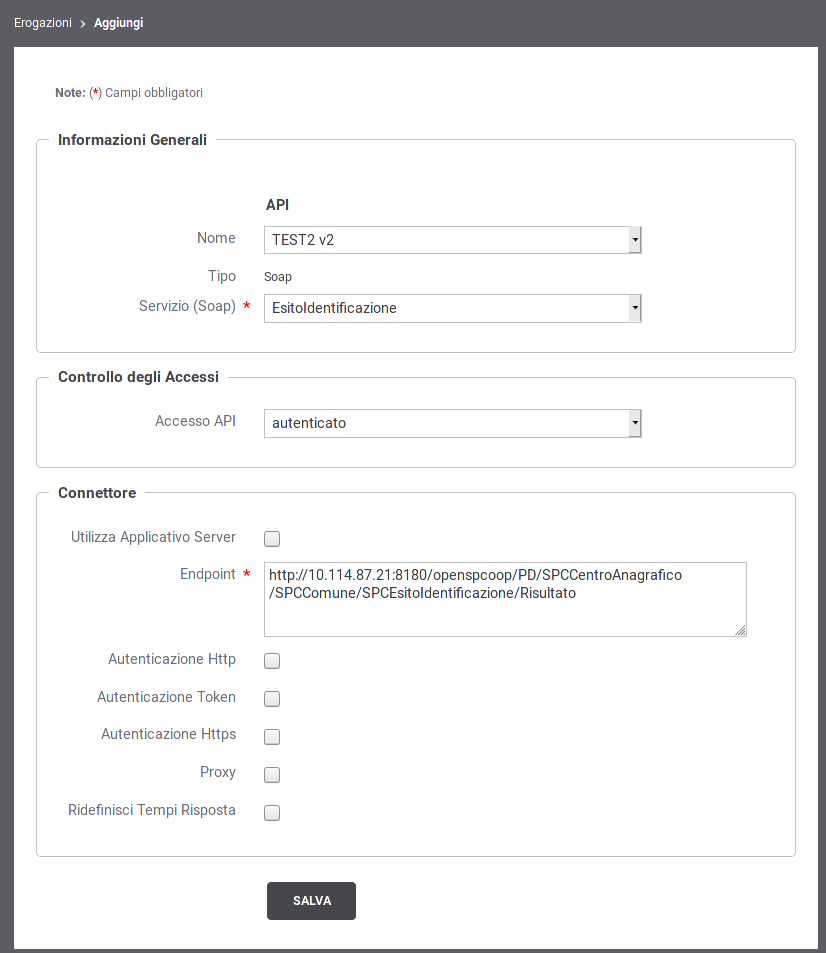 Erogazioni > Aggiungi
Note: (*) Campi obbligatori
Informazioni Generali
API
Nome TEST2 v2
Tipo Soap
Servizio (Soap) * EsitoIdentificazione
Controllo degli Accessi
Accesso API autenticato
Connettore
Utilizza Applicativo Server
Endpoint * http://10.114.87.21:8180/openspcoop/PD/SPCCentroAnagrafico
/SPCComune/SPCEsitoIdentificazione/Risultato
Autenticazione Http
Autenticazione Token
Autenticazione Https
Proxy
Ridefinisci Tempi Risposta
SALVA